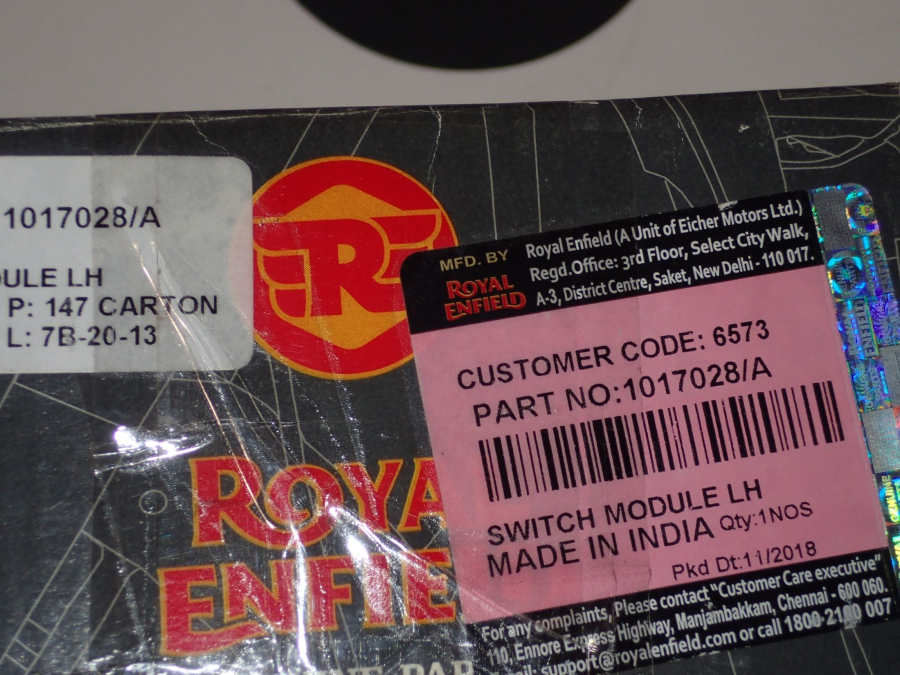 1017028/A
ULE LH
P: 147 CARTON
L: 7B-20-13
R
ROYA
ENFIE
MFD. BY
ROYAL
ENFIELD
Royal Enfield (A Unit of Eicher Motors Ltd.)
Regd.Office: 3rd Floor, Select City Walk,
A-3, District Centre, Saket, New Delhi - 110 017.
CUSTOMER CODE: 6573
PART NO:1017028/A
SWITCH MODULE LH
MADE IN INDIA Qty:1NOS
Pkd Dt:11/2018
For any complaints, Please contact "Customer Care executive"
110, Ennore Express Highway, Manjambakkam, Chennai - 600 060.
support@royalenfield.com or call 1800-2100 007
GENUINE
ENFIELD